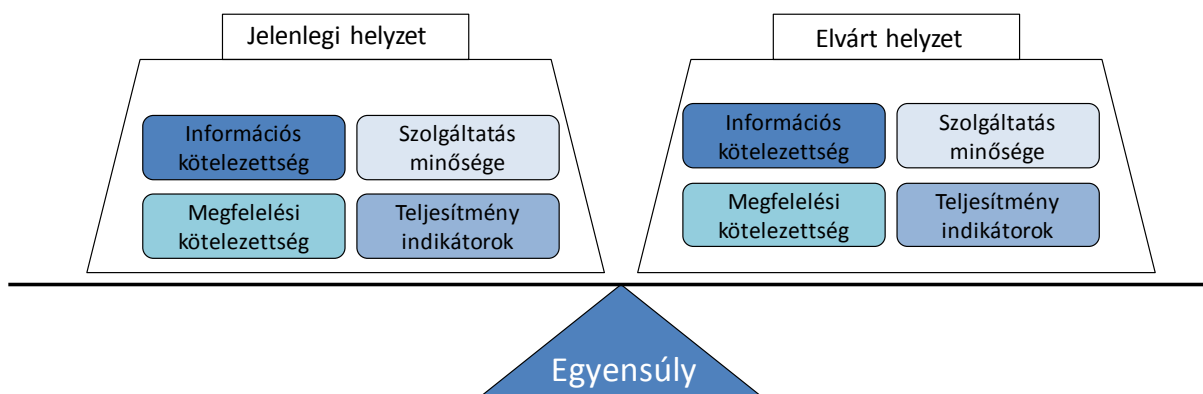 Jelenlegi helyzet
Információs
kötelezettség
Szolgáltatás
minősége
Megfelelési
kötelezettség
Teljesítmény
indikátorok
Elvárt helyzet
Információs
kötelezettség
Szolgáltatás
minősége
Megfelelési
kötelezettség
Teljesítmény
indikátorok
Egyensúly